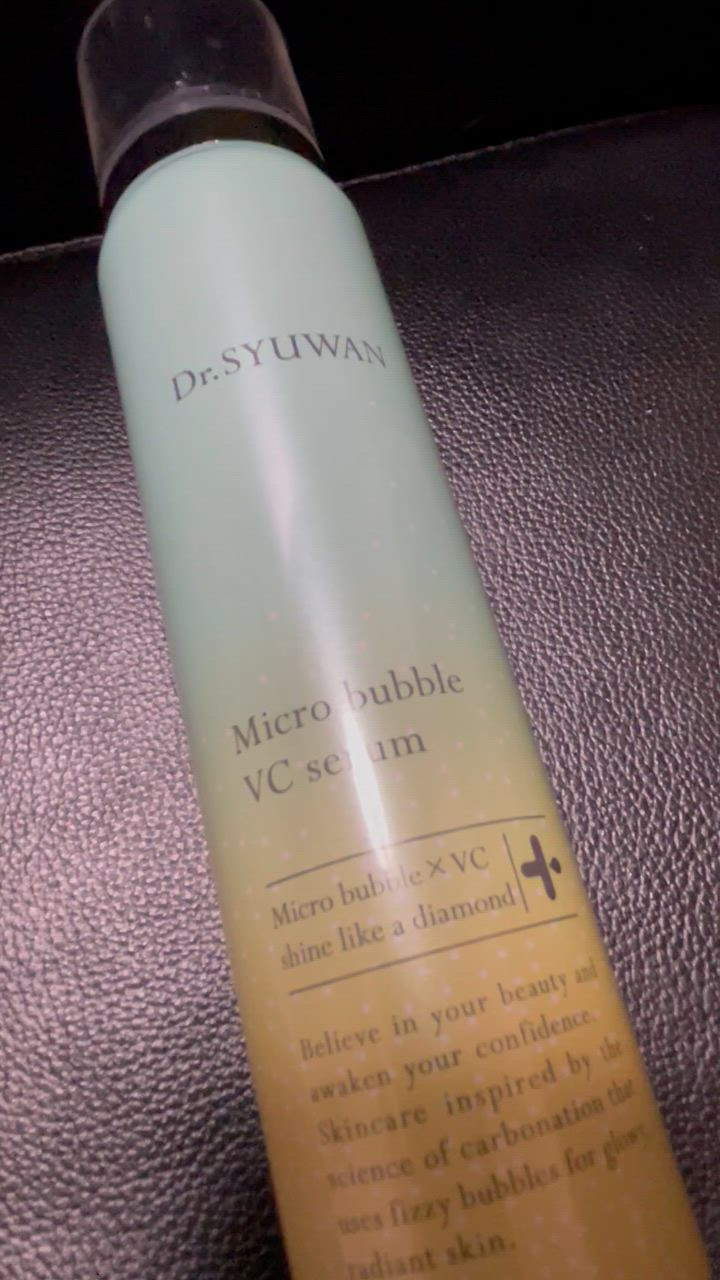 Dr.SYUWAN
Micro bubble
VC serum
Micro bubble × VC
shine like a diamond
Believe in your beauty and
awaken your confidence.
Skincare inspired by the
science of carbonation that
uses fizzy bubbles for glowy
radiant skin.